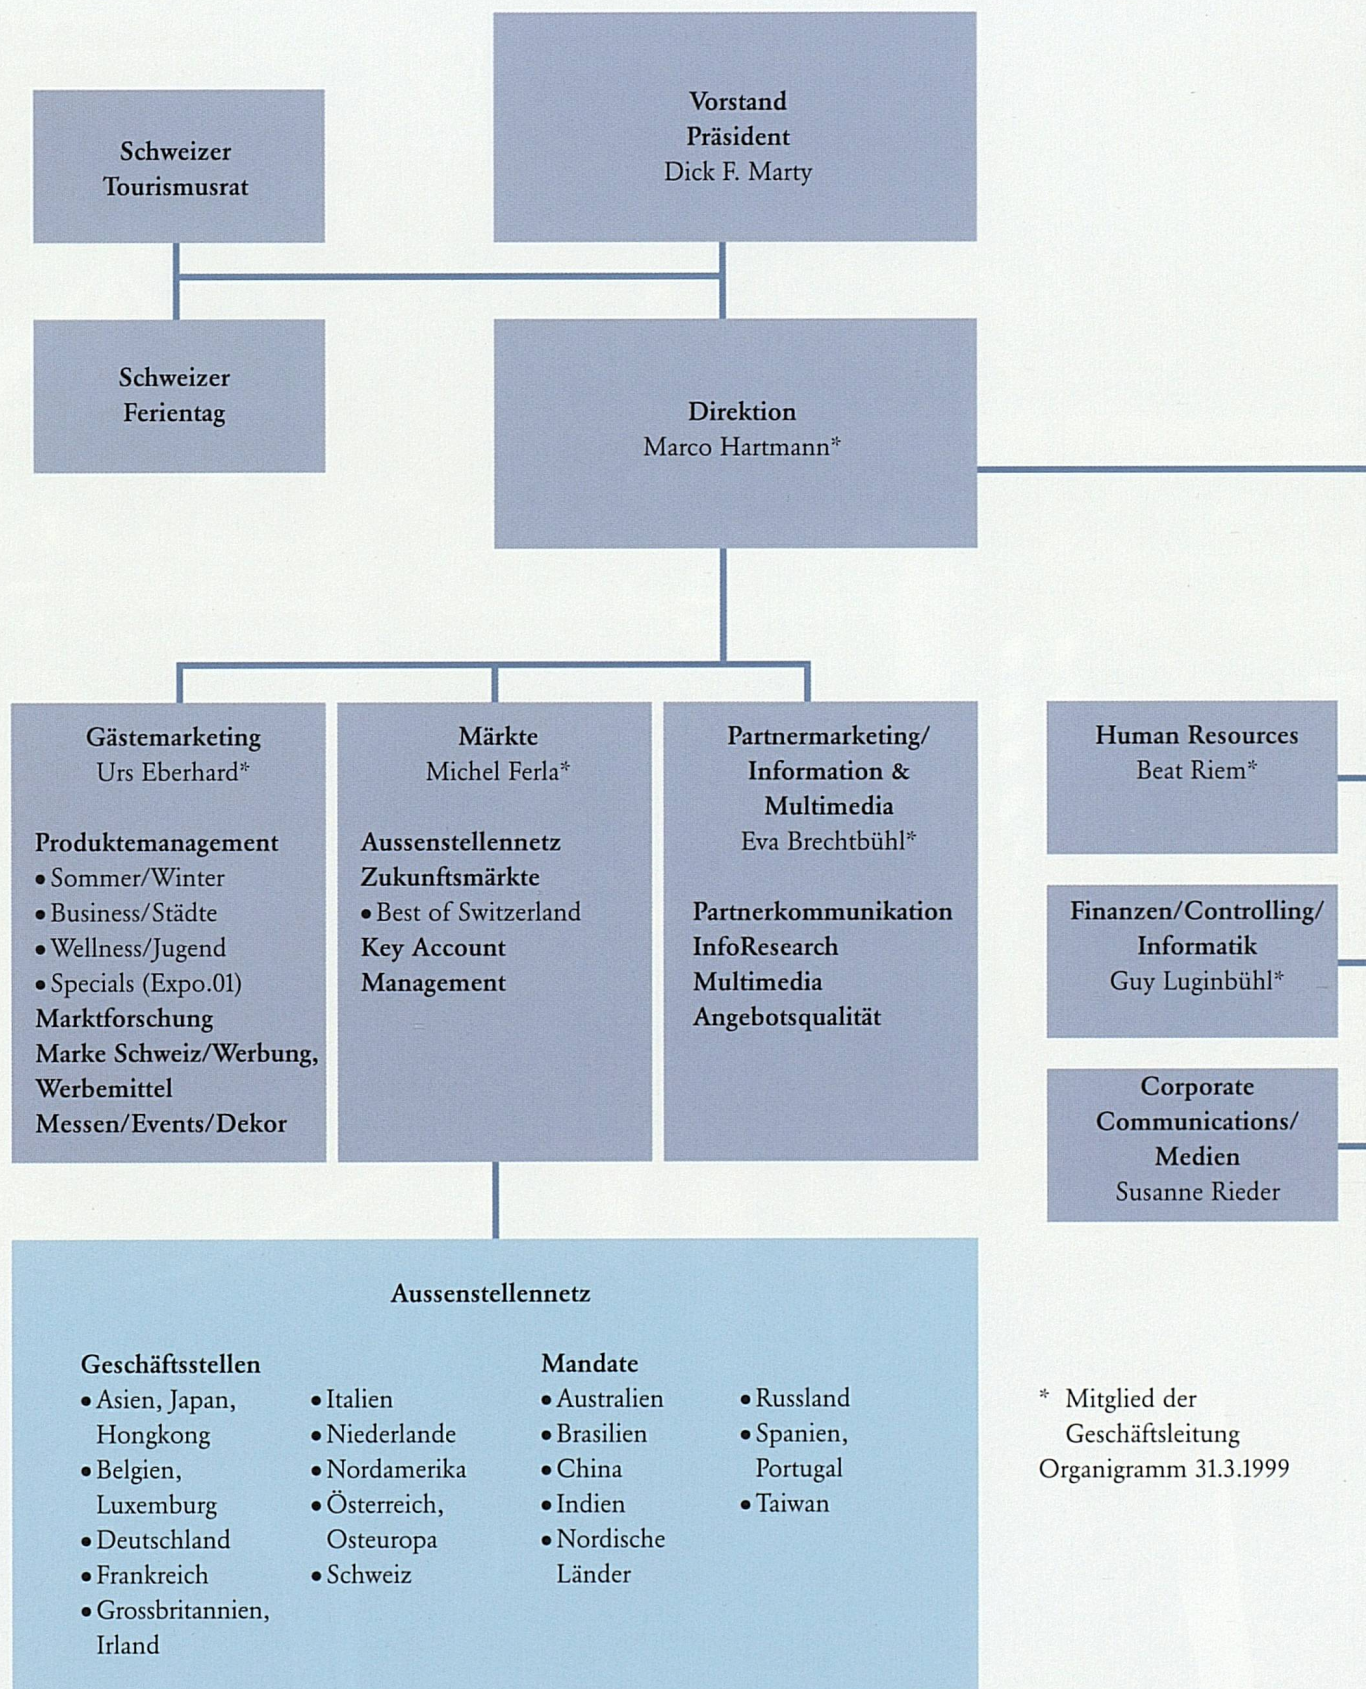 Vorstand
Präsident
Dick F. Marty
Schweizer
Tourismusrat
Schweizer
Ferientag
Direktion
Marco Hartmann*
Gästemarketing
Urs Eberhard*
Produktemanagement
• Sommer/Winter
• Business/Städte
• Wellness/Jugend
• Specials (Expo.01)
Marktforschung
Marke Schweiz/Werbung,
Werbemittel
Messen/Events/Dekor
Märkte
Michel Ferla*
Aussenstellennetz
Zukunftsmärkte
• Best of Switzerland
Key Account
Management
Partnermarketing/
Information &
Multimedia
Eva Brechtbühl*
Partnerkommunikation
InfoResearch
Multimedia
Angebotsqualität
Human Resources
Beat Riem*
Finanzen/Controlling/
Informatik
Guy Luginbühl*
Corporate
Communications/
Medien
Susanne Rieder
Aussenstellennetz
Geschäftsstellen
• Asien, Japan,
Hongkong
• Belgien,
Luxemburg
• Deutschland
• Frankreich
• Grossbritannien,
Irland
• Italien
• Niederlande
• Nordamerika
• Österreich,
Osteuropa
• Schweiz
Mandate
• Australien
• Brasilien
• China
• Indien
• Nordische
Länder
• Russland
• Spanien,
Portugal
• Taiwan
* Mitglied der
Geschäftsleitung
Organigramm 31.3.1999